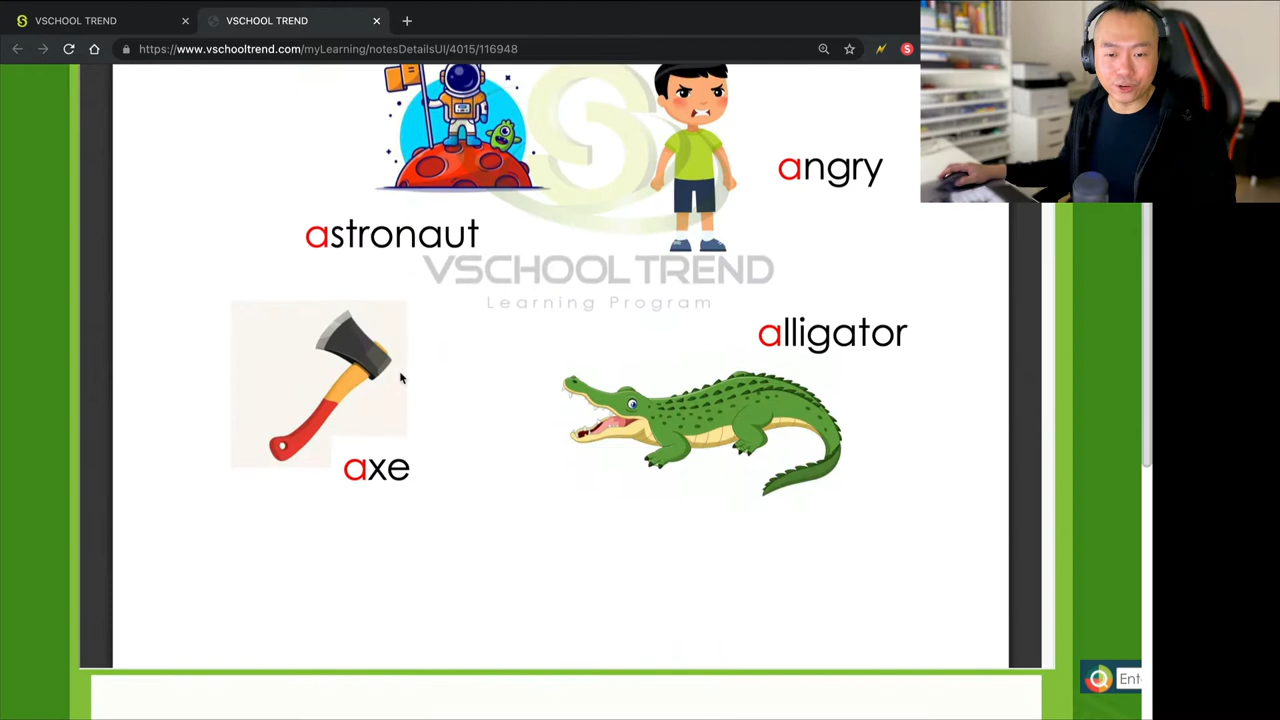 VSCHOOL TREND
VSCHOOL TREND
https://www.vschooltrend.com/myLearning/notesDetailsUI/4015/116948
S
angry
astronaut
VSCHOOL TREND
Learning Program
alligator
axe
Ent